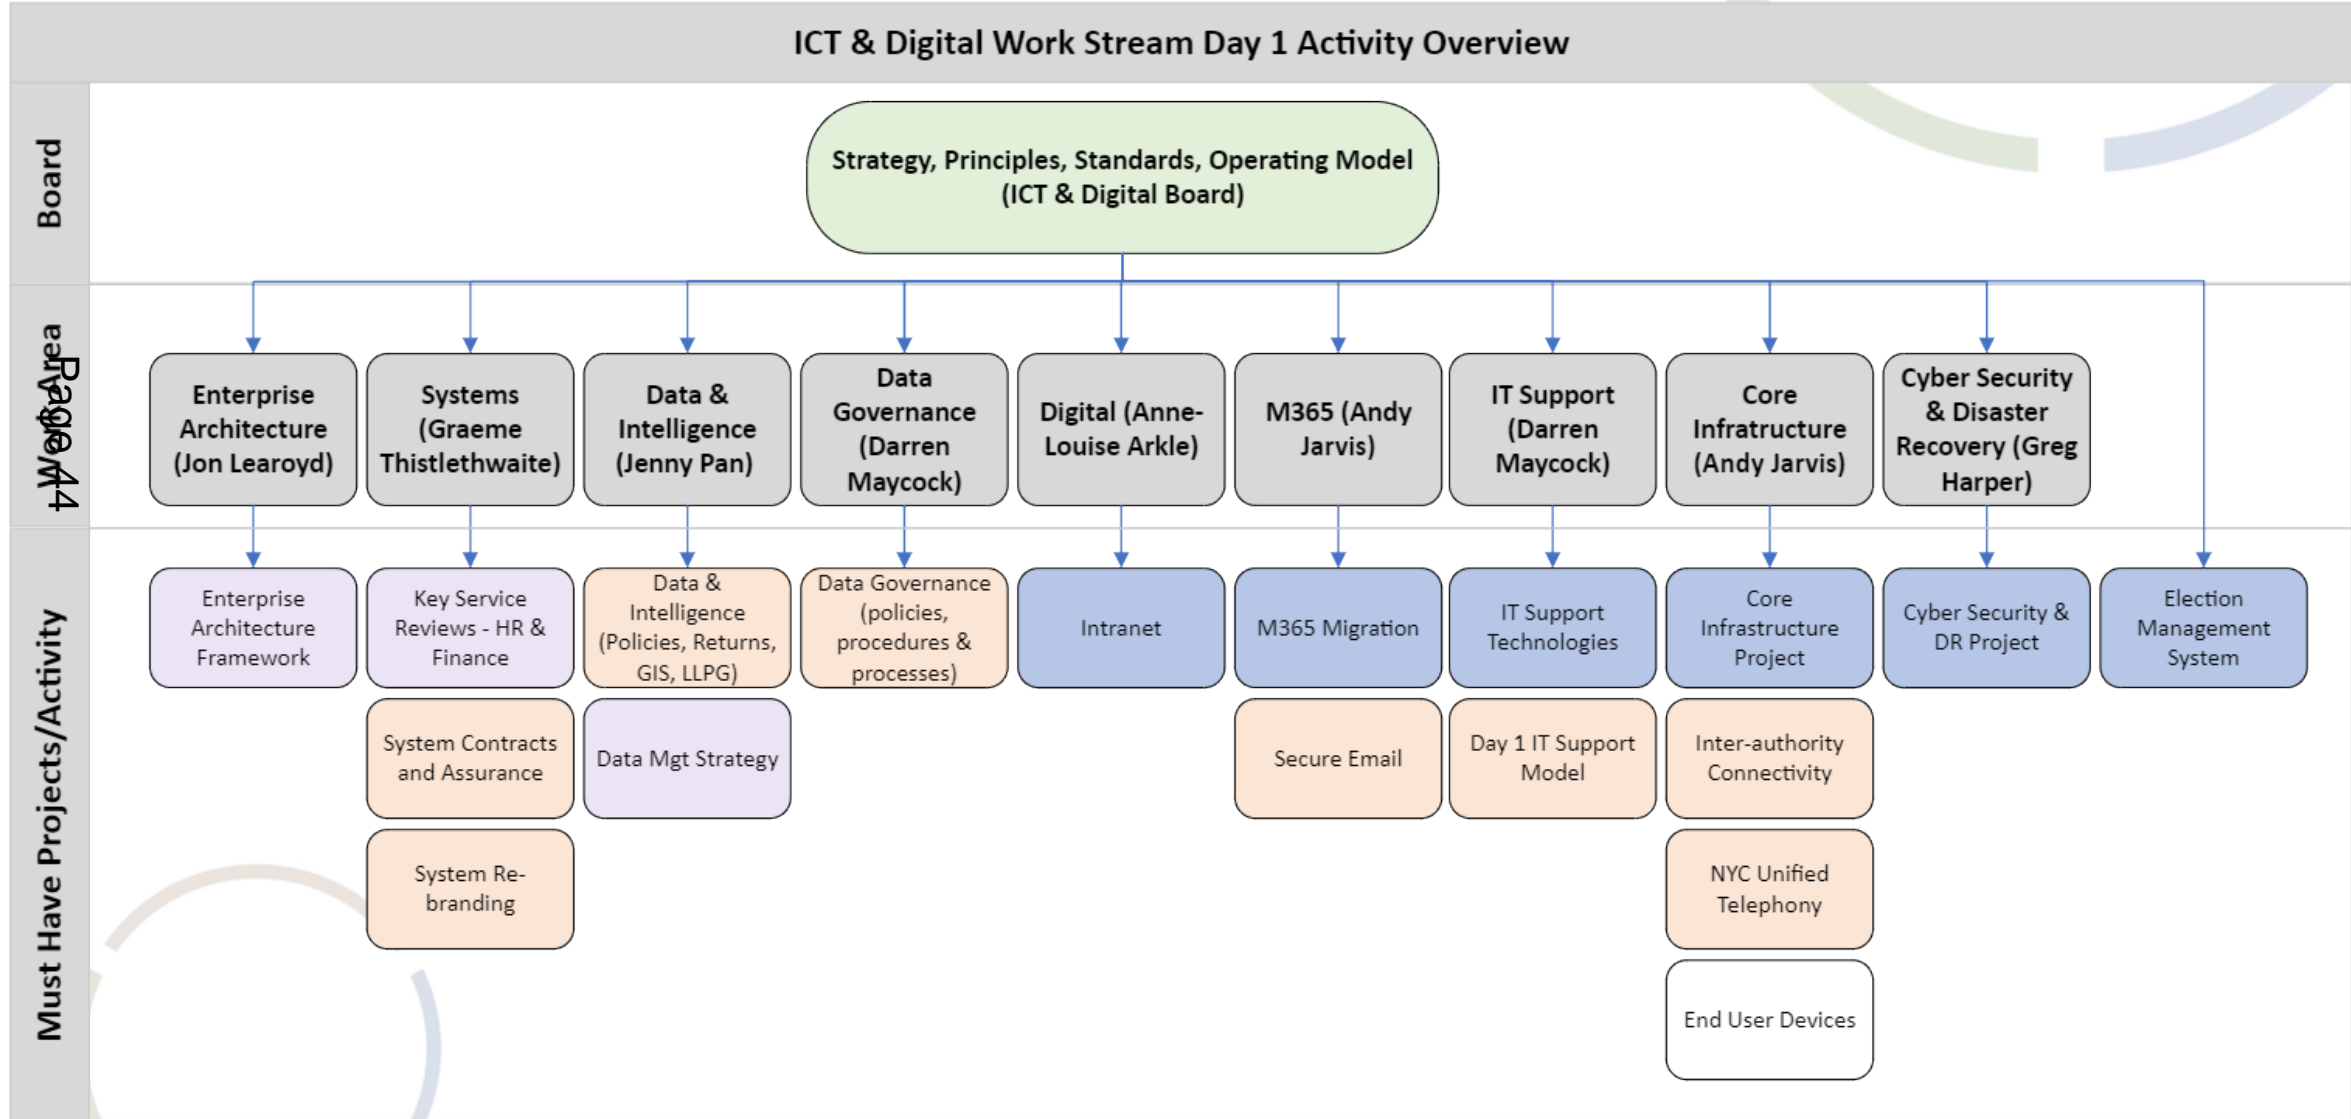 ICT & Digital Work Stream Day 1 Activity Overview
Board
Strategy, Principles, Standards, Operating Model
(ICT & Digital Board)
Work Area
Page 44
Enterprise
Architecture
(Jon Learoyd)
Systems
(Graeme
Thistlethwaite)
Data &
Intelligence
(Jenny Pan)
Data
Governance
(Darren
Maycock)
Digital (Anne-
Louise Arkle)
M365 (Andy
Jarvis)
IT Support
(Darren
Maycock)
Core
Infratructure
(Andy Jarvis)
Cyber Security
& Disaster
Recovery (Greg
Harper)
Must Have Projects/Activity
Enterprise
Architecture
Framework
Key Service
Reviews - HR &
Finance
Data &
Intelligence
(Policies, Returns,
GIS, LLPG)
Data Governance
(policies,
procedures &
processes)
Intranet
M365 Migration
IT Support
Technologies
Core
Infrastructure
Project
Cyber Security &
DR Project
Election
Management
System
System Contracts
and Assurance
Data Mgt Strategy
Secure Email
Day 1 IT Support
Model
Inter-authority
Connectivity
System Re-
branding
NYC Unified
Telephony
End User Devices